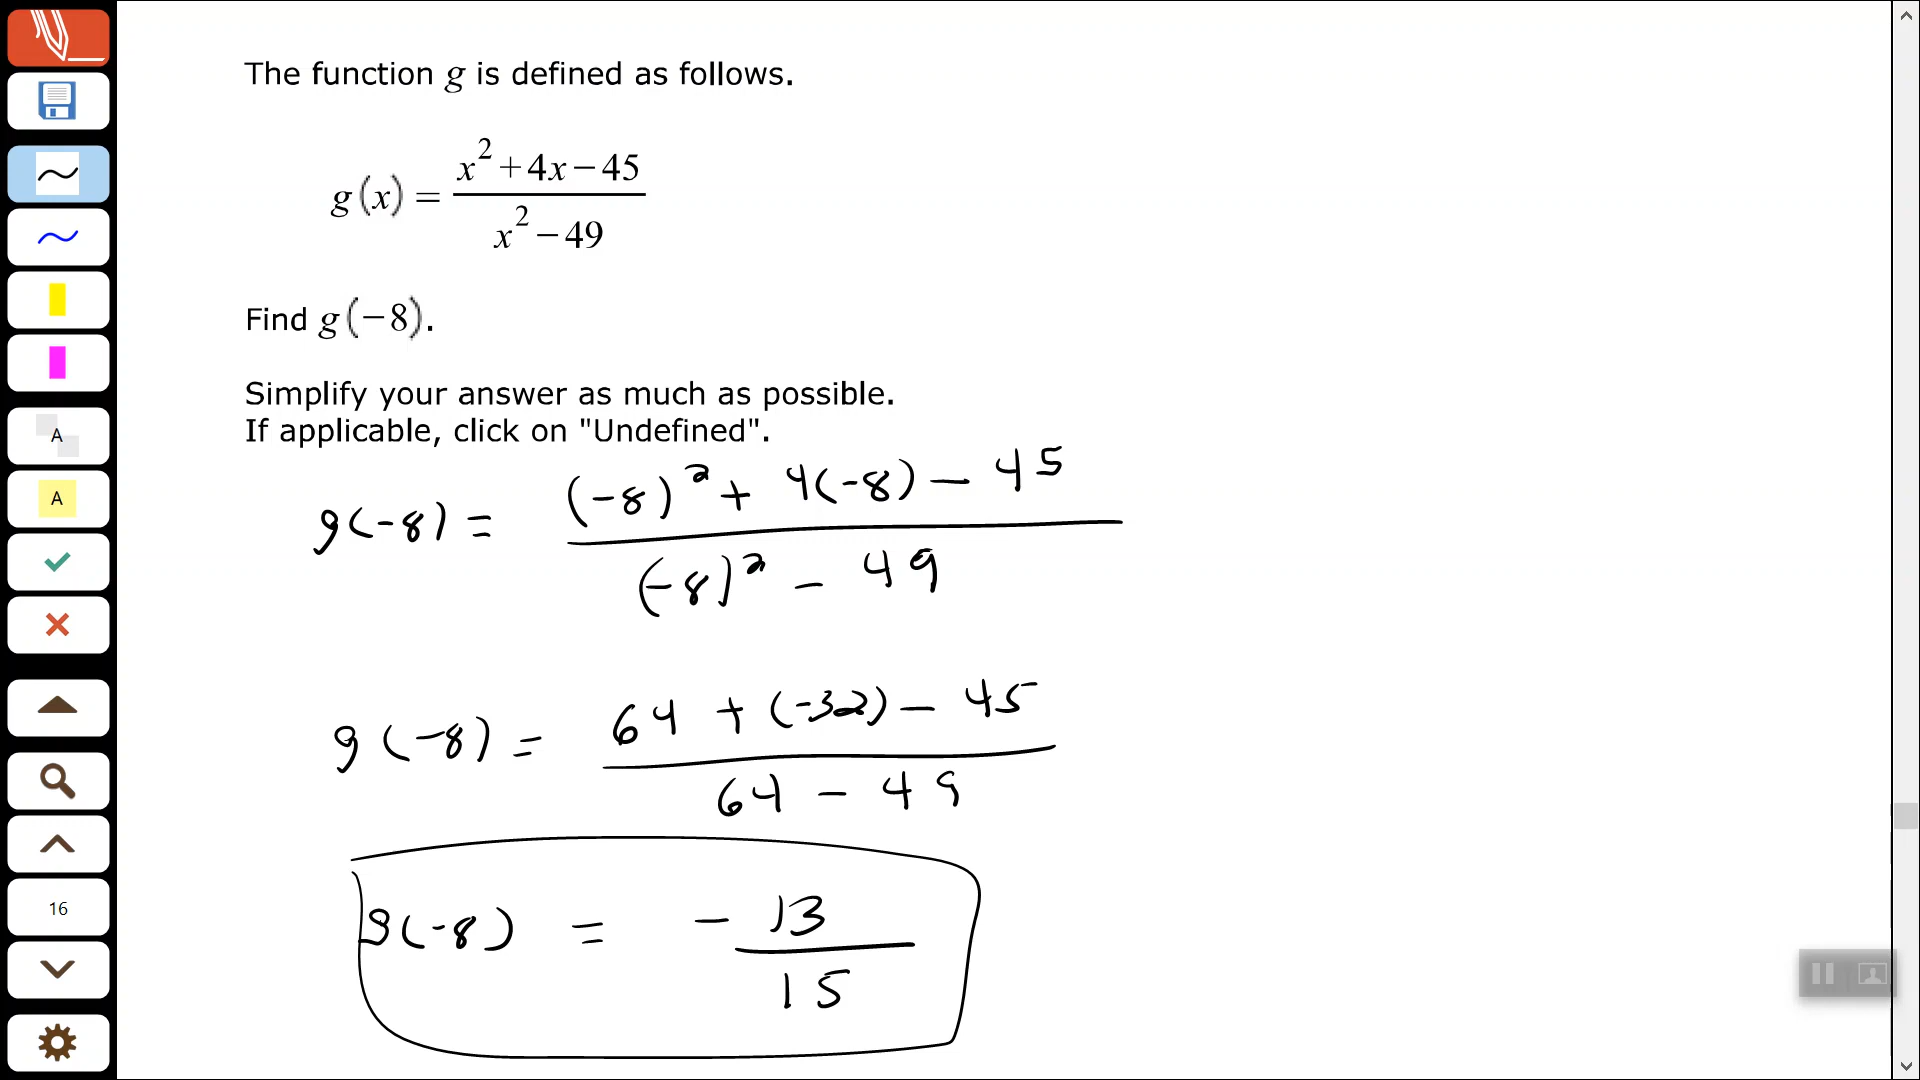 The function g is defined as follows.
g(x) = (x² + 4x − 45) / (x² − 49)
Find g(−8).
Simplify your answer as much as possible.
If applicable, click on "Undefined".
g(-8) = ((-8)² + 4(-8) - 45) / ((-8)² - 49)
g(-8) = (64 + (-32) - 45) / (64 - 49)
g(-8) = - 13 / 15
A
A
16